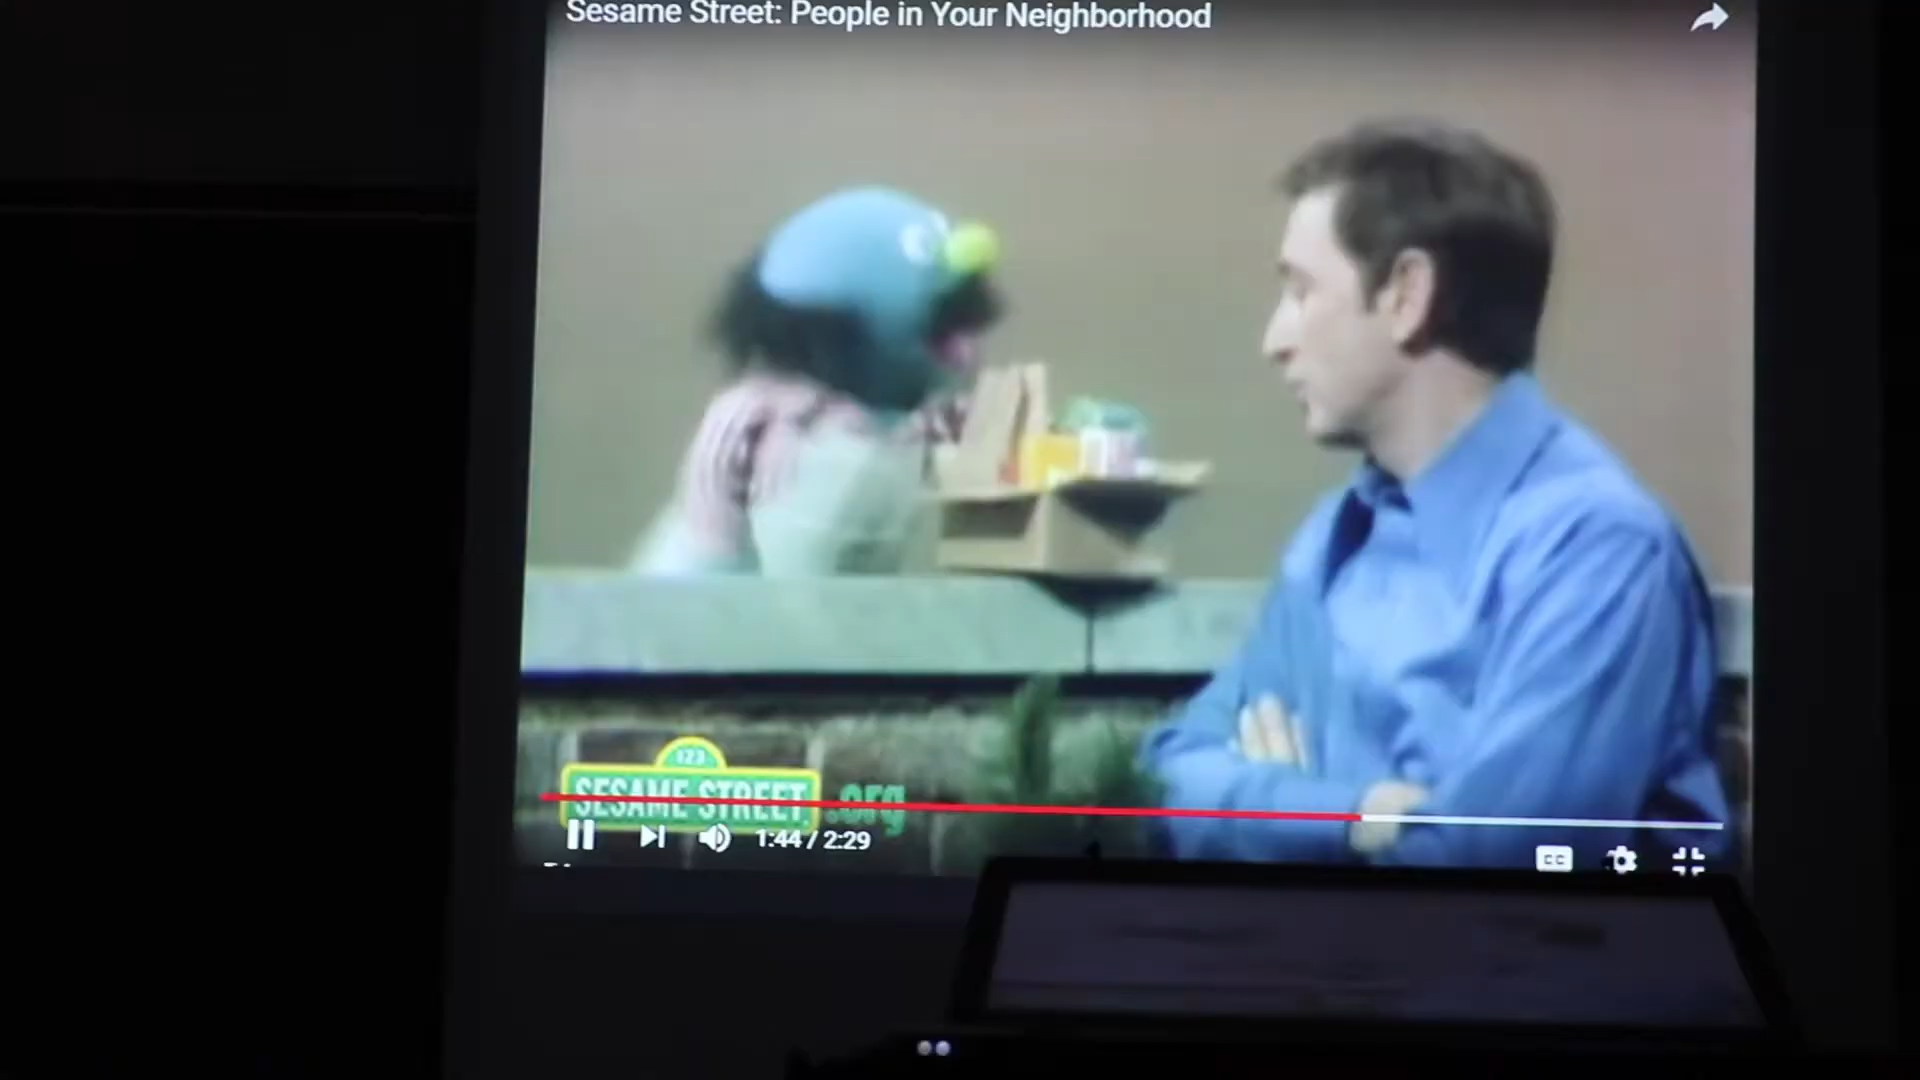 Sesame Street: People in Your Neighborhood
123
SESAME STREET
.org
1:44 / 2:29
CC